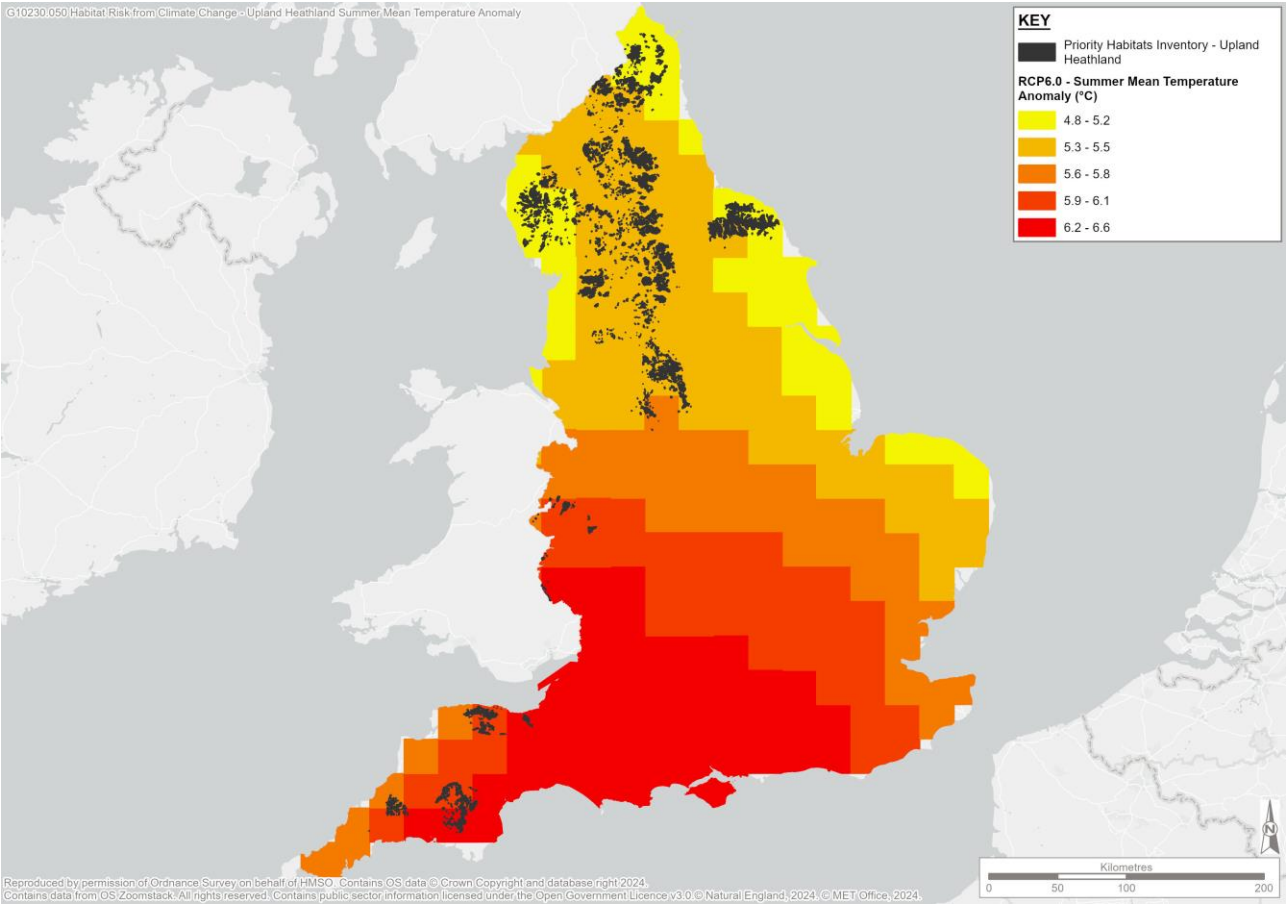 G10230.050 Habitat Risk from Climate Change - Upland Heathland Summer Mean Temperature Anomaly
KEY
Priority Habitats Inventory - Upland
Heathland
RCP6.0 - Summer Mean Temperature
Anomaly (°C)
4.8 - 5.2
5.3 - 5.5
5.6 - 5.8
5.9 - 6.1
6.2 - 6.6
N
Kilometres
0 50 100 200
Reproduced by permission of Ordnance Survey on behalf of HMSO. Contains OS data © Crown Copyright and database right 2024.
Contains data from OS Zoomstack. All rights reserved. Contains public sector information licensed under the Open Government Licence v3.0.© Natural England, 2024. © MET Office, 2024.